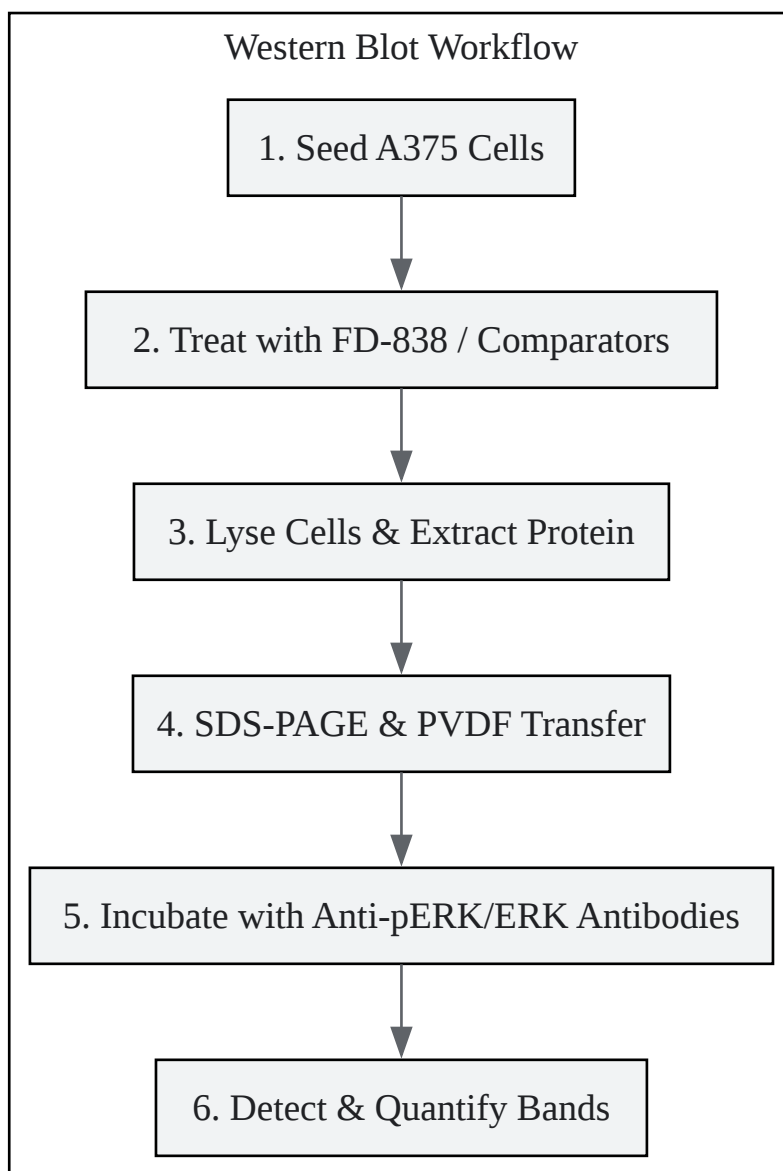 Western Blot Workflow
1. Seed A375 Cells
2. Treat with FD-838 / Comparators
3. Lyse Cells & Extract Protein
4. SDS-PAGE & PVDF Transfer
5. Incubate with Anti-pERK/ERK Antibodies
6. Detect & Quantify Bands